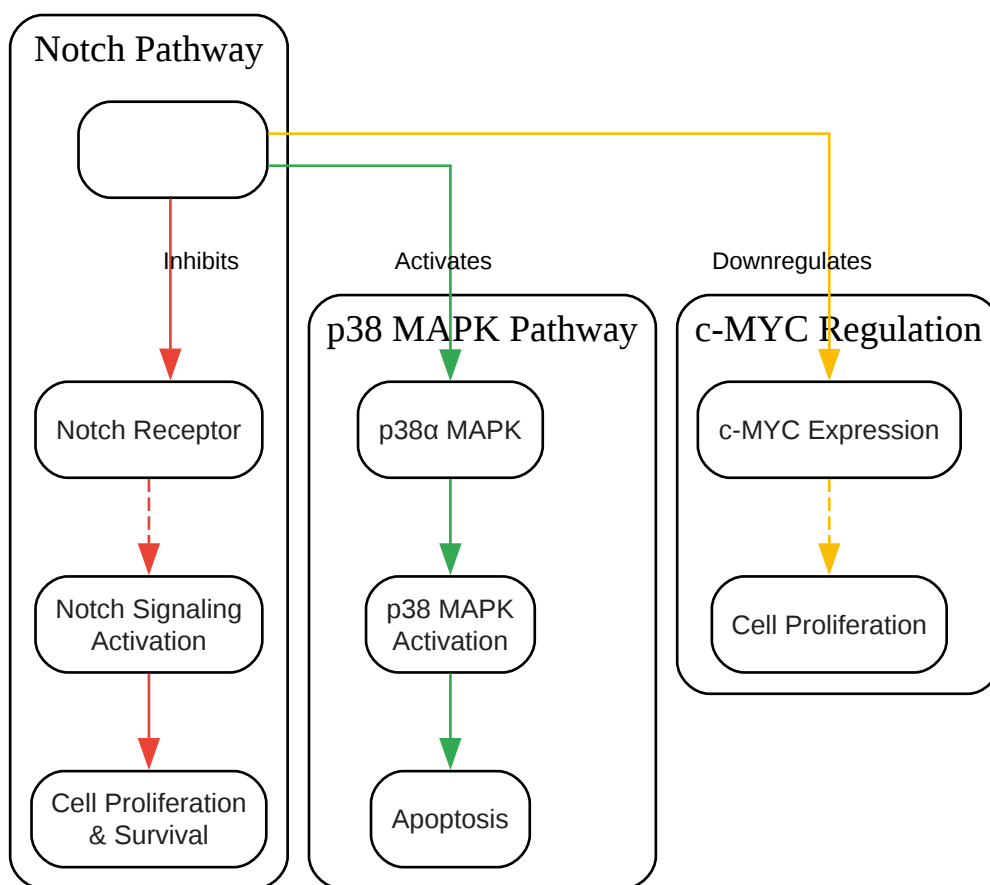 Notch Pathway
Inhibits
Activates
Downregulates
p38 MAPK Pathway
c-MYC Regulation
Notch Receptor
p38α MAPK
c-MYC Expression
Notch Signaling
Activation
p38 MAPK
Activation
Cell Proliferation
Cell Proliferation
& Survival
Apoptosis